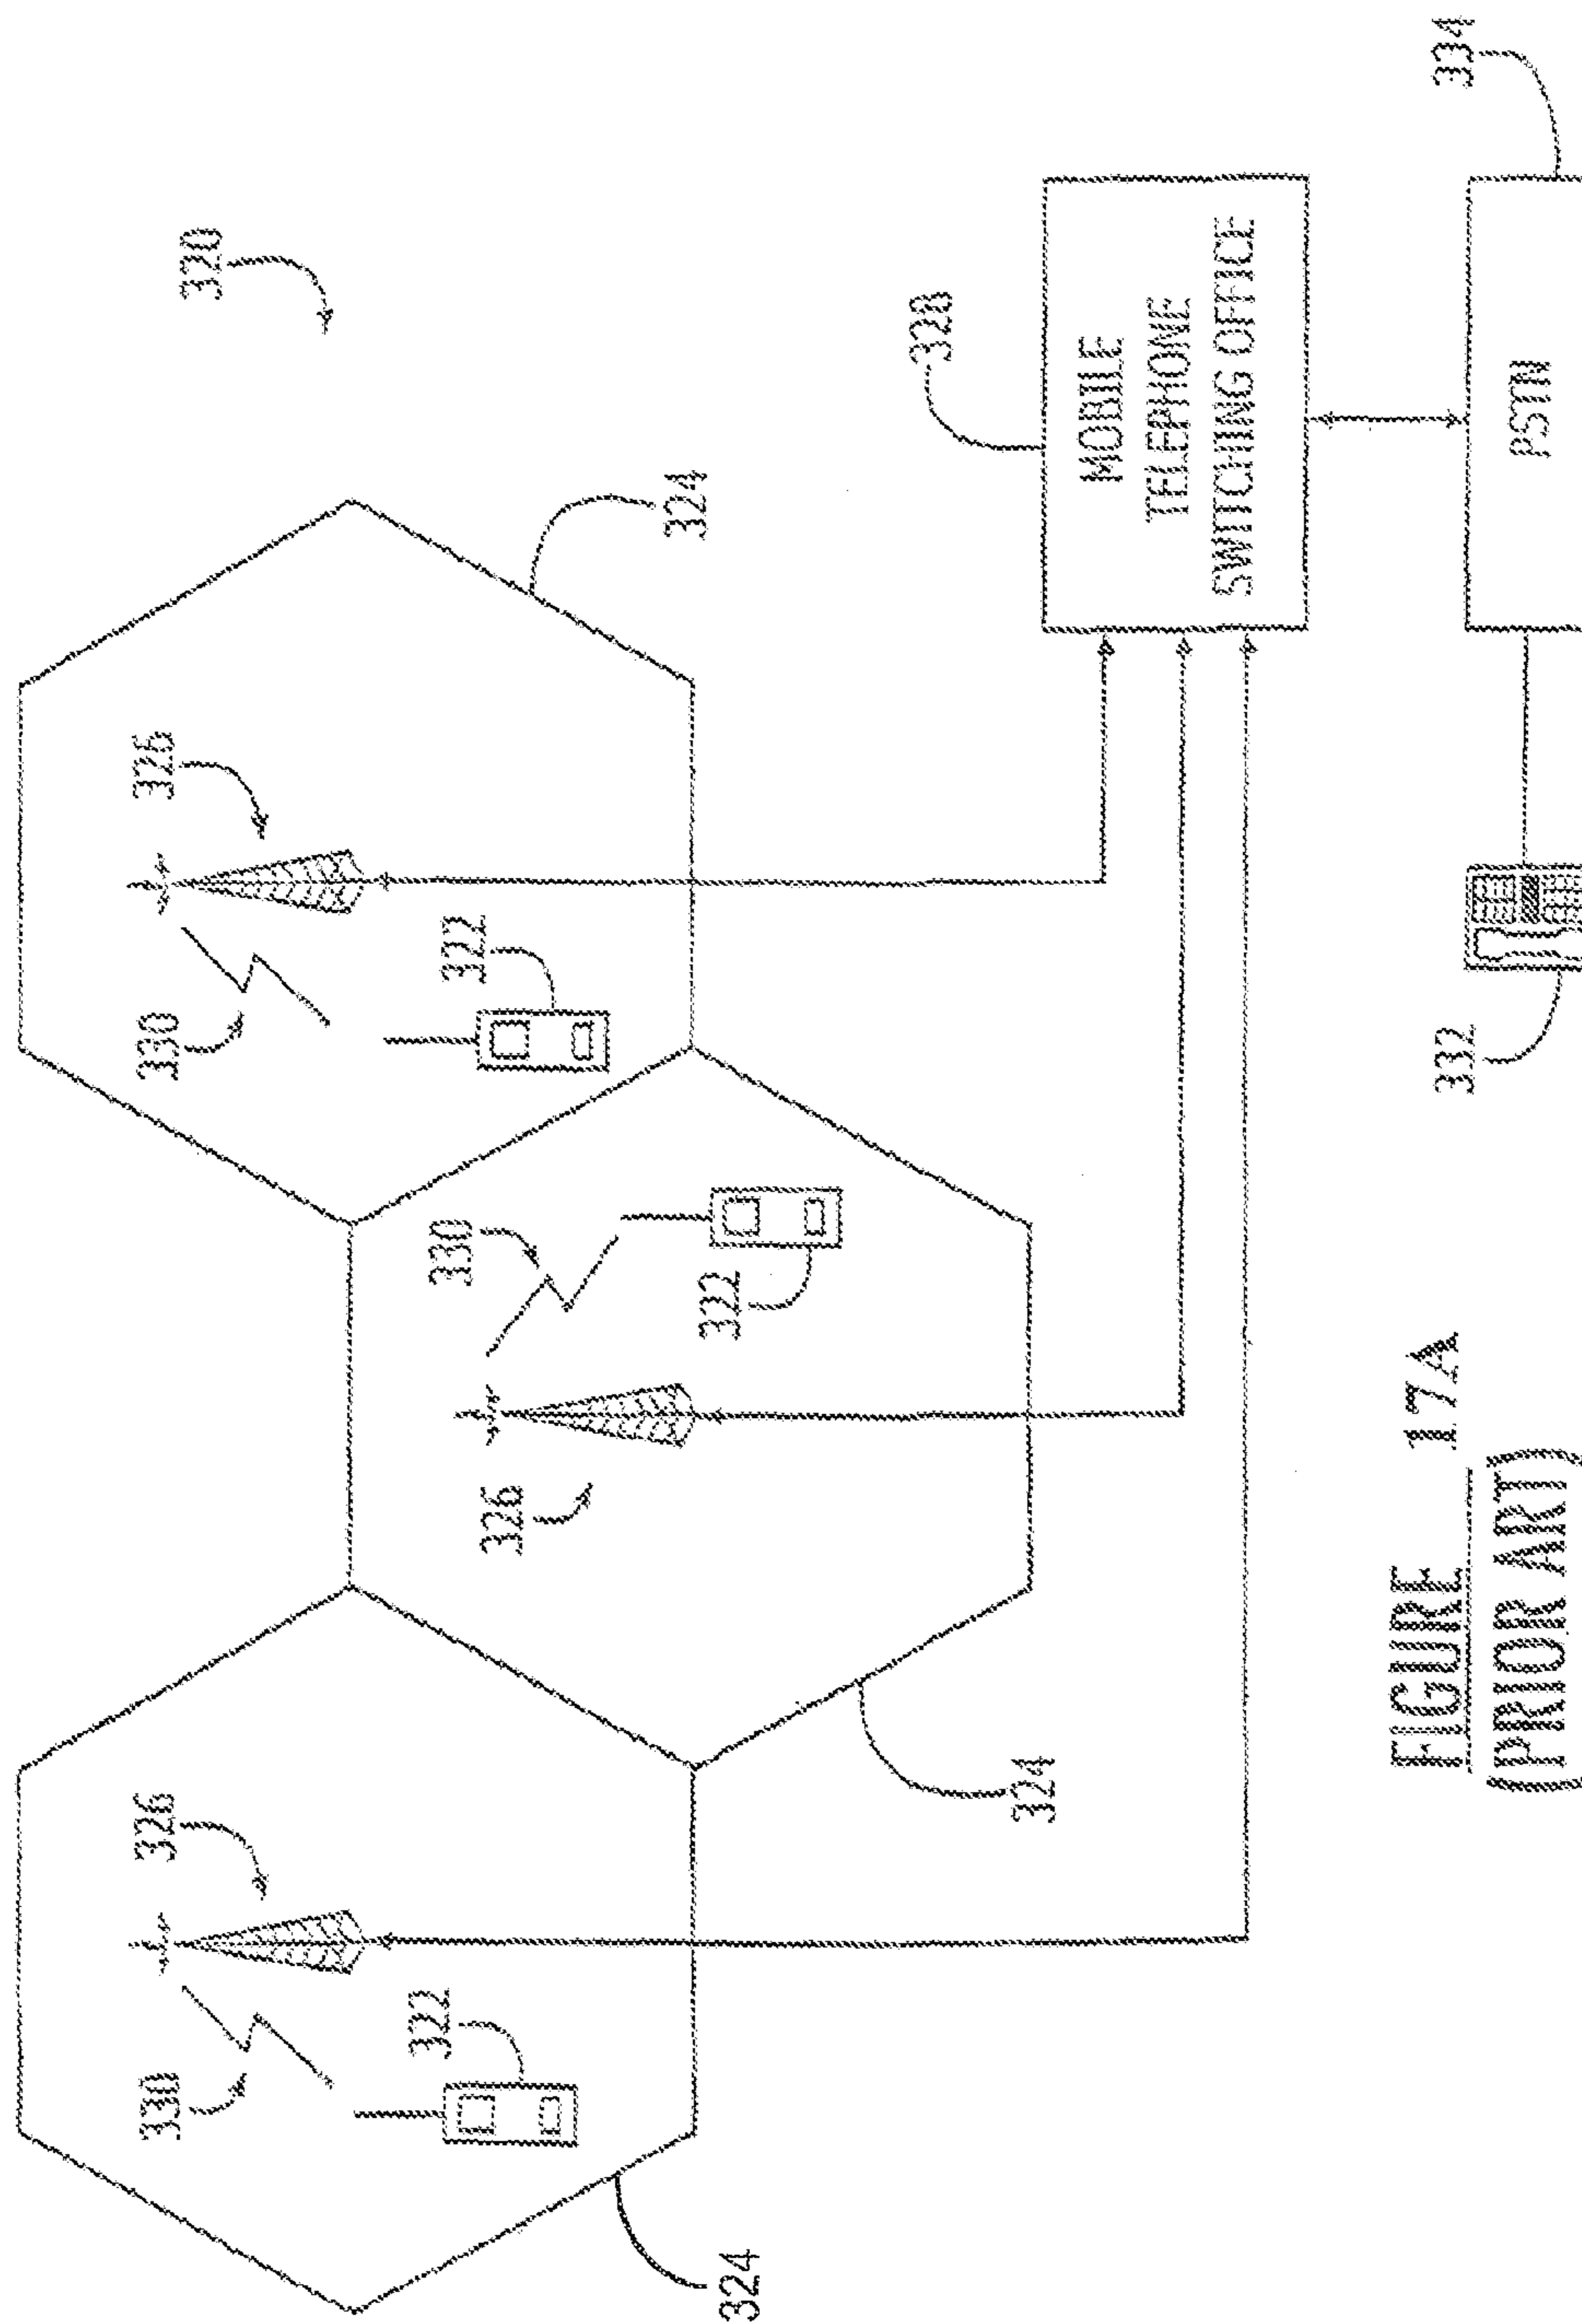 320
326
330
322
324
326
330
322
324
326
330
322
324
328
MOBILE
TELEPHONE
SWITCHING OFFICE
334
PSTN
332
FIGURE 17A
(PRIOR ART)